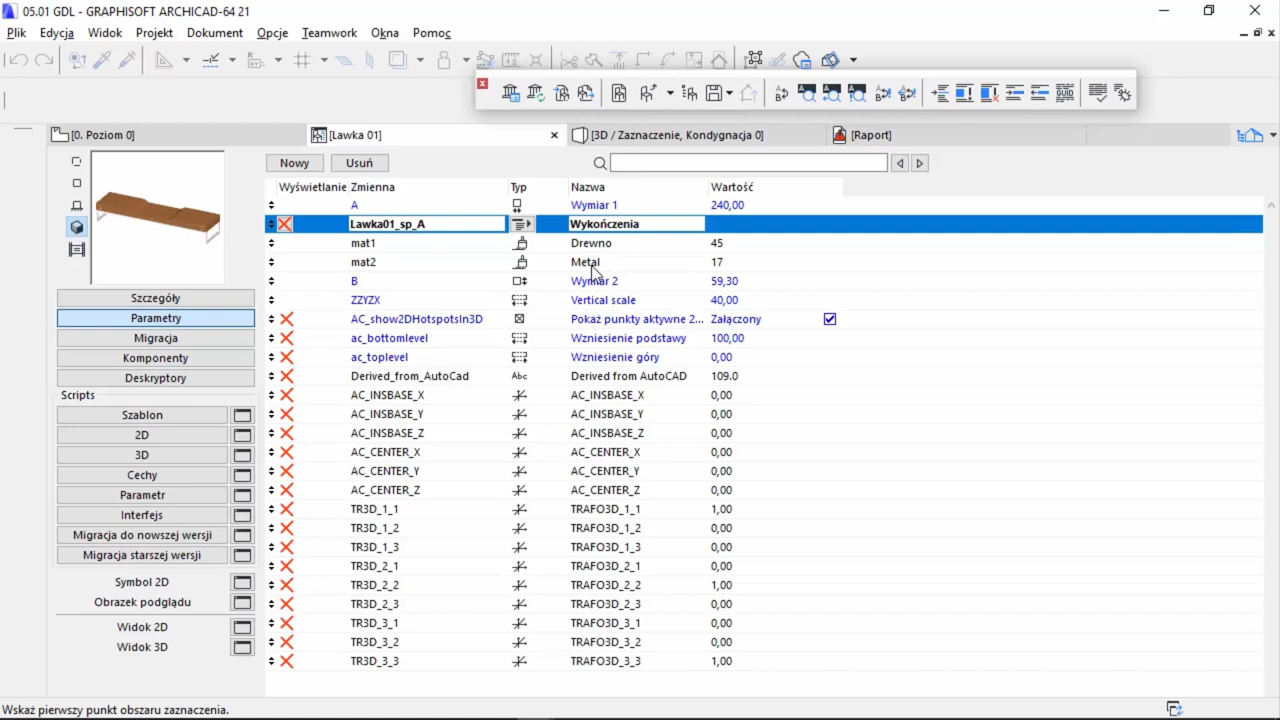 05.01 GDL - GRAPHISOFT ARCHICAD-64 21
Plik Edycja Widok Projekt Dokument Opcje Teamwork Okna Pomoc
[0. Poziom 0] [Lawka 01] [3D / Zaznaczenie, Kondygnacja 0] [Raport]
Nowy Usuń
Wyświetlanie Zmienna Typ Nazwa Wartość
A Wymiar 1 240,00
Lawka01_sp_A Wykończenia
mat1 Drewno 45
mat2 Metal 17
B Wymiar 2 59,30
ZZYZX Vertical scale 40,00
AC_show2DHotspotsIn3D Pokaż punkty aktywne 2... Załączony
ac_bottomlevel Wzniesienie podstawy 100,00
ac_toplevel Wzniesienie góry 0,00
Derived_from_AutoCad Abc Derived from AutoCAD 109.0
AC_INSBASE_X AC_INSBASE_X 0,00
AC_INSBASE_Y AC_INSBASE_Y 0,00
AC_INSBASE_Z AC_INSBASE_Z 0,00
AC_CENTER_X AC_CENTER_X 0,00
AC_CENTER_Y AC_CENTER_Y 0,00
AC_CENTER_Z AC_CENTER_Z 0,00
TR3D_1_1 TRAFO3D_1_1 1,00
TR3D_1_2 TRAFO3D_1_2 0,00
TR3D_1_3 TRAFO3D_1_3 0,00
TR3D_2_1 TRAFO3D_2_1 0,00
TR3D_2_2 TRAFO3D_2_2 1,00
TR3D_2_3 TRAFO3D_2_3 0,00
TR3D_3_1 TRAFO3D_3_1 0,00
TR3D_3_2 TRAFO3D_3_2 0,00
TR3D_3_3 TRAFO3D_3_3 1,00
Szczegóły
Parametry
Migracja
Komponenty
Deskryptory
Scripts
Szablon
2D
3D
Cechy
Parametr
Interfejs
Migracja do nowszej wersji
Migracja starszej wersji
Symbol 2D
Obrazek podglądu
Widok 2D
Widok 3D
Wskaż pierwszy punkt obszaru zaznaczenia.